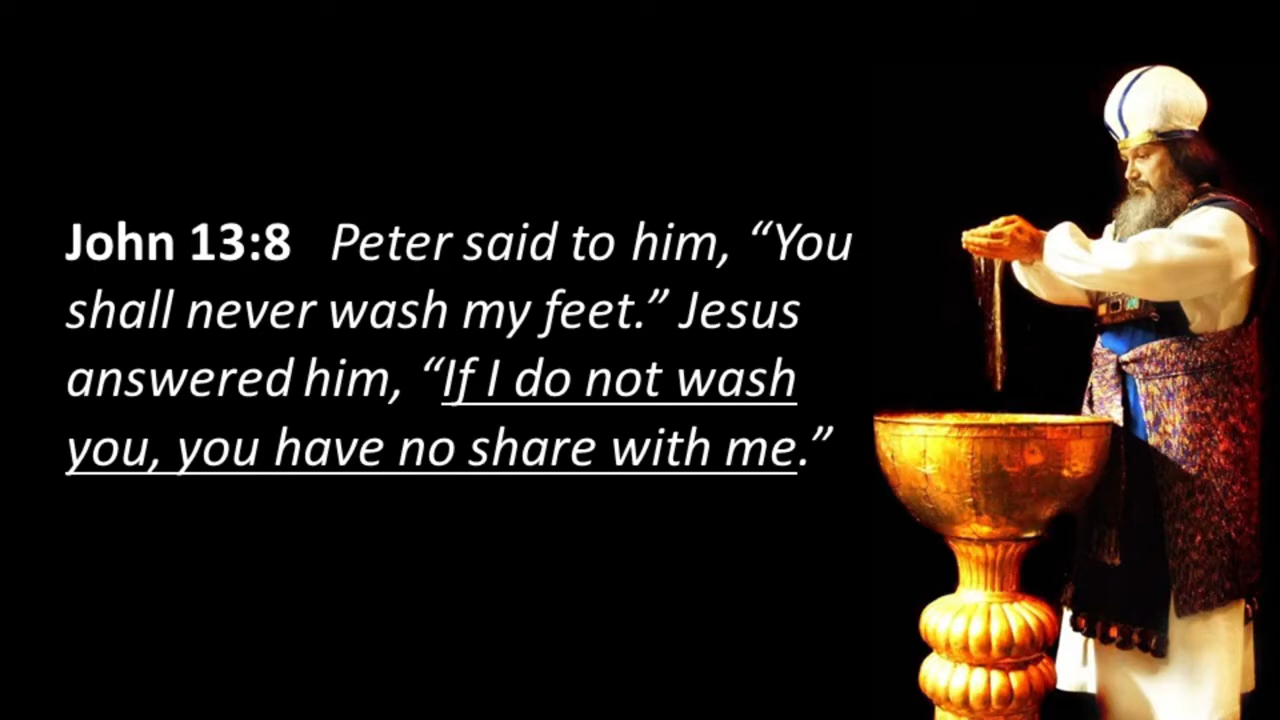 John 13:8 Peter said to him, “You
shall never wash my feet.” Jesus
answered him, “If I do not wash
you, you have no share with me.”